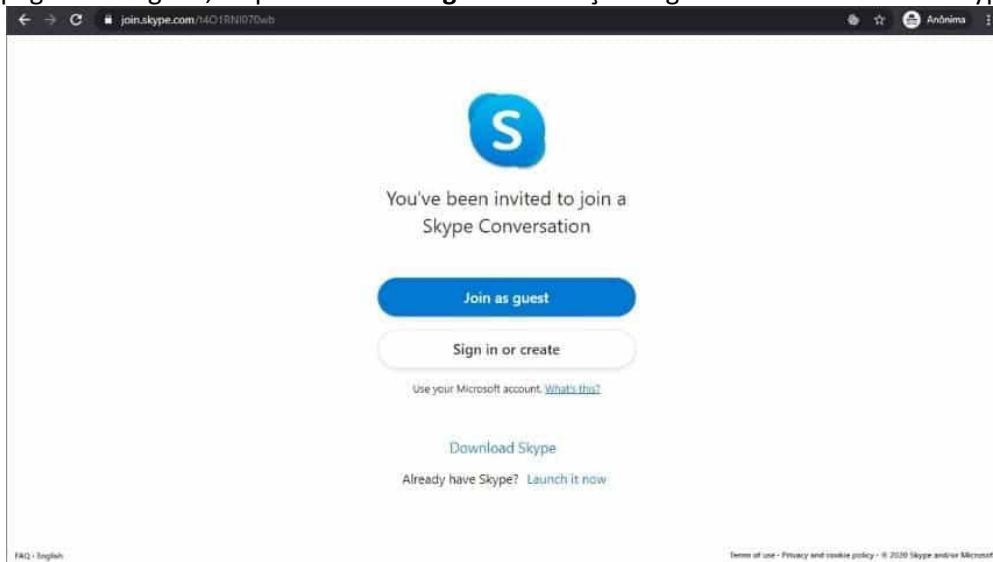 join.skype.com/t4O1RNI070wb
Anônima
S
You've been invited to join a
Skype Conversation
Join as guest
Sign in or create
Use your Microsoft account. What's this?
Download Skype
Already have Skype? Launch it now
FAQ - English
Terms of use - Privacy and cookie policy - © 2020 Skype and/or Microsoft